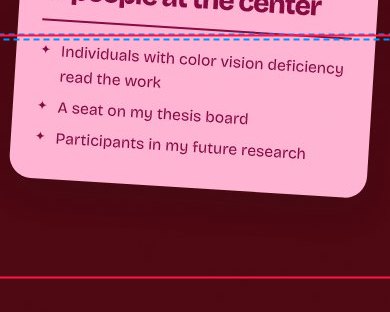 people at the center
Individuals with color vision deficiency
read the work
A seat on my thesis board
Participants in my future research